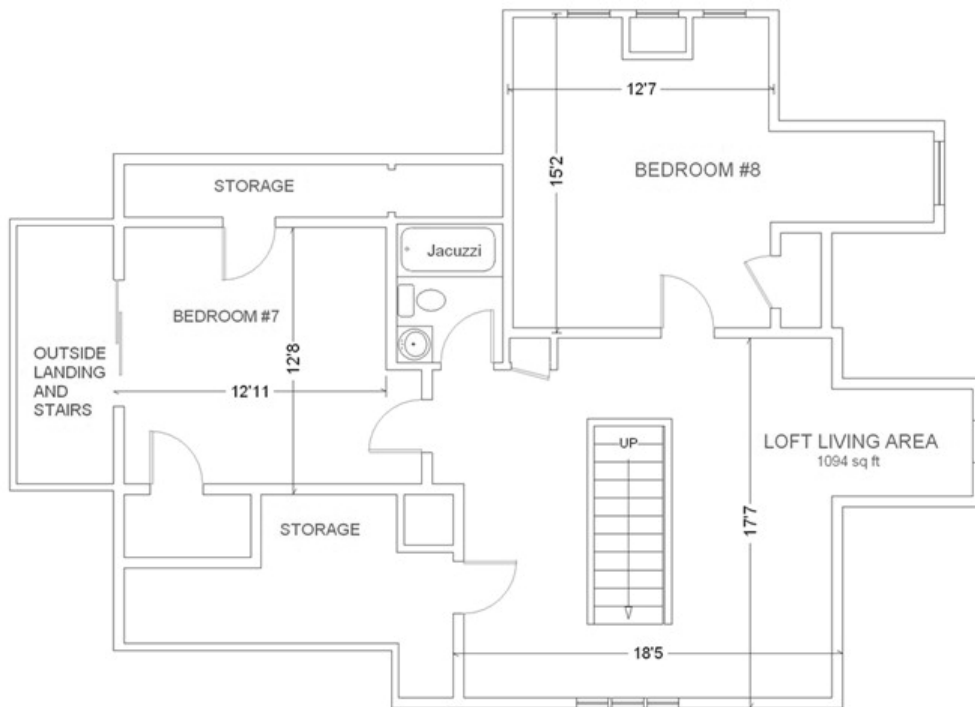 12'7
15'2
BEDROOM #8
STORAGE
Jacuzzi
BEDROOM #7
12'8
OUTSIDE
LANDING
AND
STAIRS
12'11
UP
LOFT LIVING AREA
1094 sq ft
17'7
STORAGE
18'5